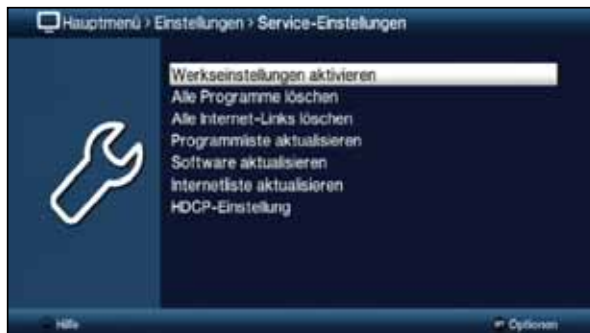 Hauptmenü › Einstellungen › Service-Einstellungen
Werkseinstellungen aktivieren
Alle Programme löschen
Alle Internet-Links löschen
Programmliste aktualisieren
Software aktualisieren
Internetliste aktualisieren
HDCP-Einstellung
Hilfe
Optionen